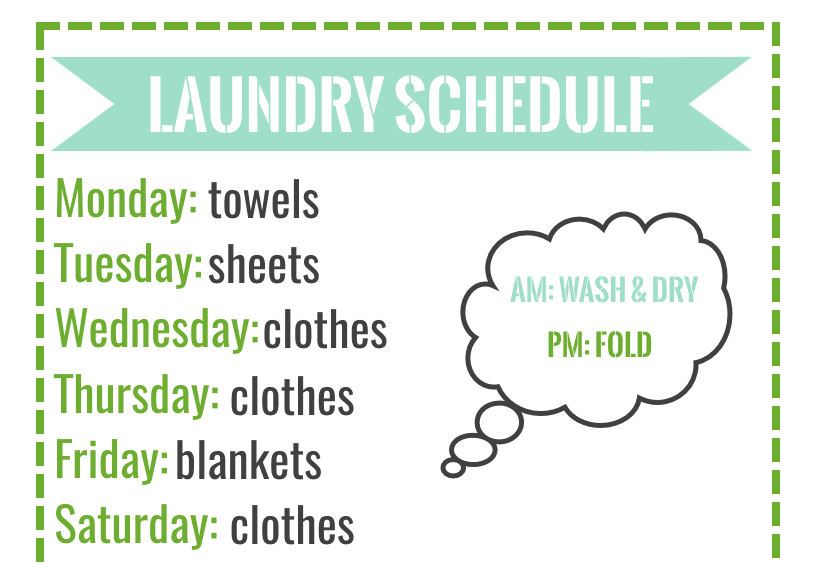 LAUNDRY SCHEDULE
Monday: towels
Tuesday: sheets
Wednesday: clothes
Thursday: clothes
Friday: blankets
Saturday: clothes
AM: WASH & DRY
PM: FOLD